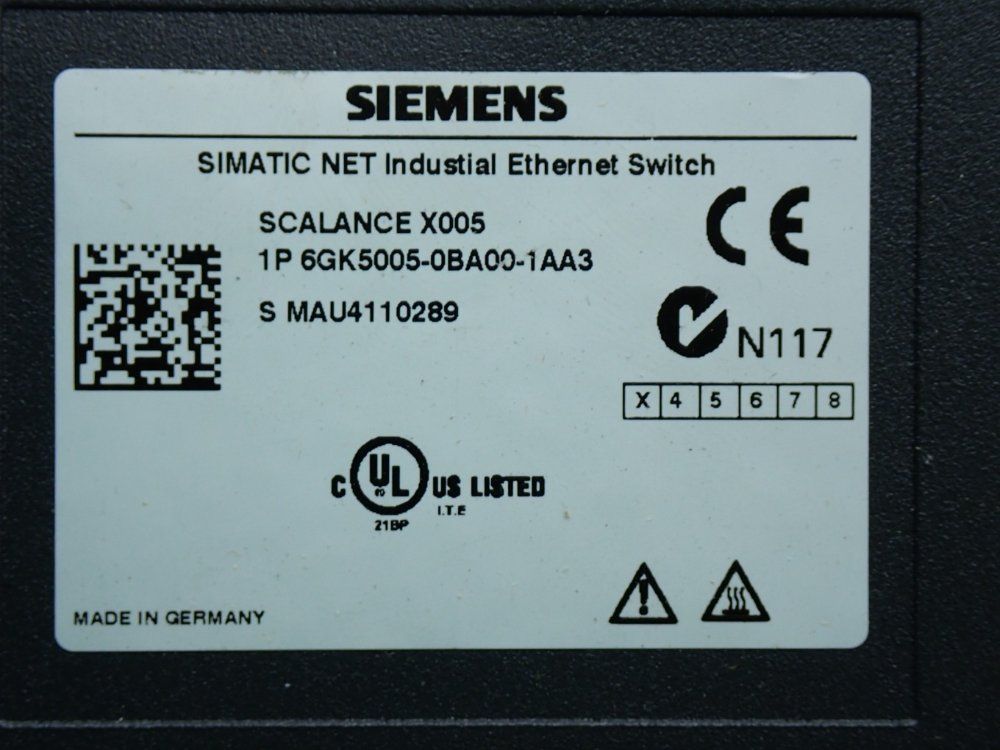 SIEMENS
SIMATIC NET Industial Ethernet Switch
SCALANCE X005
1P 6GK5005-0BA00-1AA3
S MAU4110289
CE
N117
X 4 5 6 7 8
C UL US LISTED
I.T.E
21BP
MADE IN GERMANY